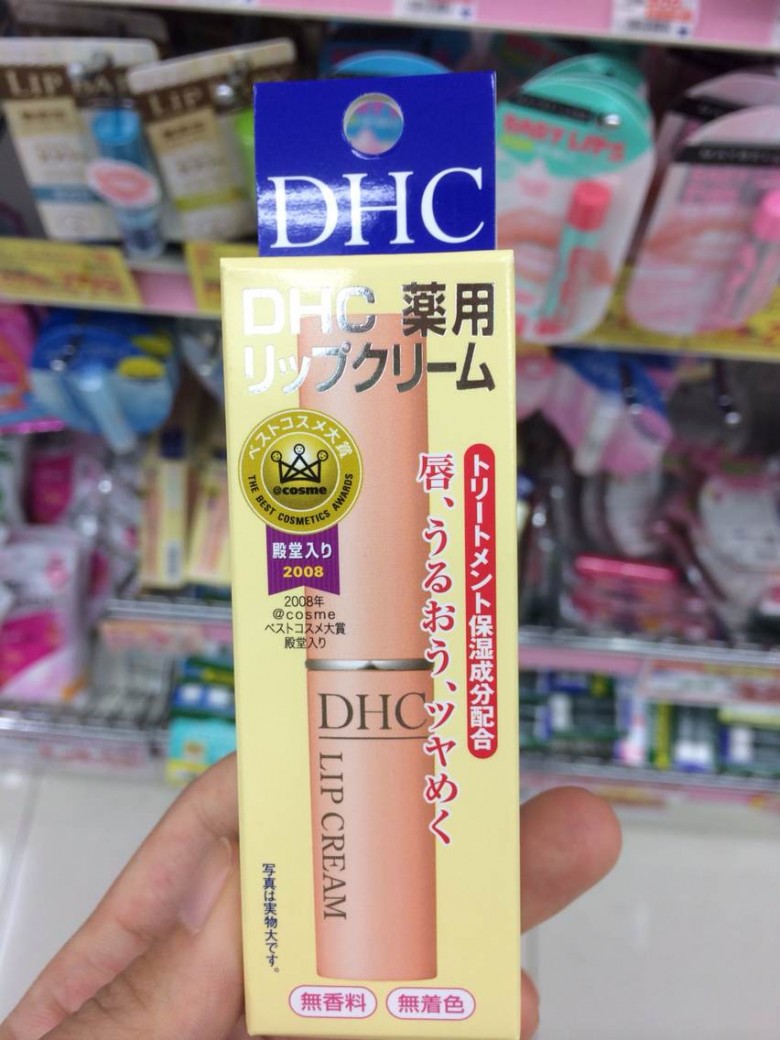 LIP
LIP
BABY LIPS
DHC
DHC 薬用
リップクリーム
ベストコスメ大賞
@cosme
THE BEST COSMETICS AWARDS
殿堂入り
2008
2008年
@cosme
ベストコスメ大賞
殿堂入り
トリートメント保湿成分配合
唇、うるおう、ツヤめく
DHC
LIP CREAM
写真は実物大です。
無香料
無着色